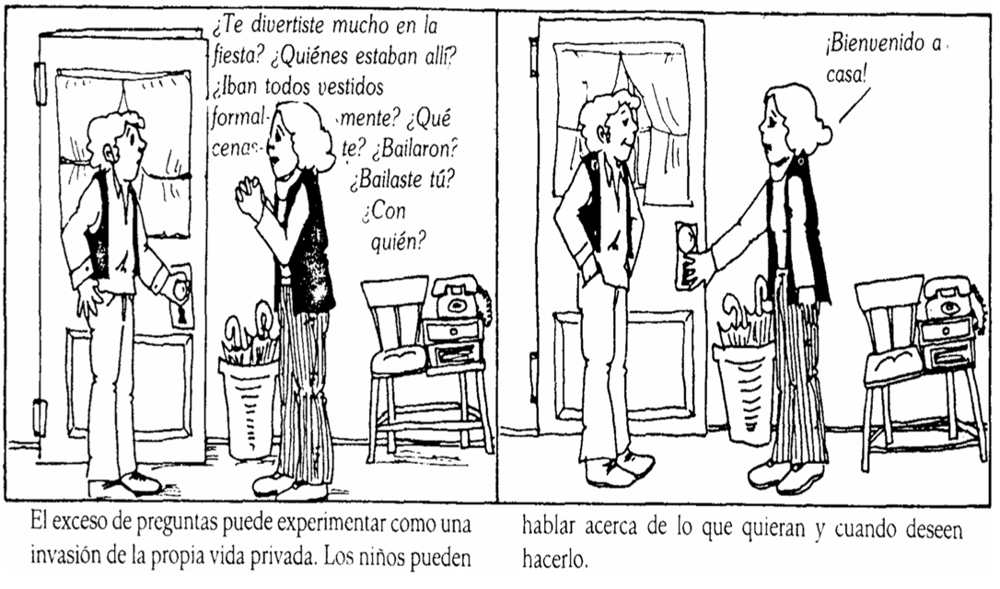 ¿Te divertiste mucho en la
fiesta? ¿Quiénes estaban allí?
¿Iban todos vestidos
formal- mente? ¿Qué
cenas- te? ¿Bailaron?
¿Bailaste tú?
¿Con
quién?
¡Bienvenido a
casa!
El exceso de preguntas puede experimentar como una
invasión de la propia vida privada. Los niños pueden
hablar acerca de lo que quieran y cuando deseen
hacerlo.